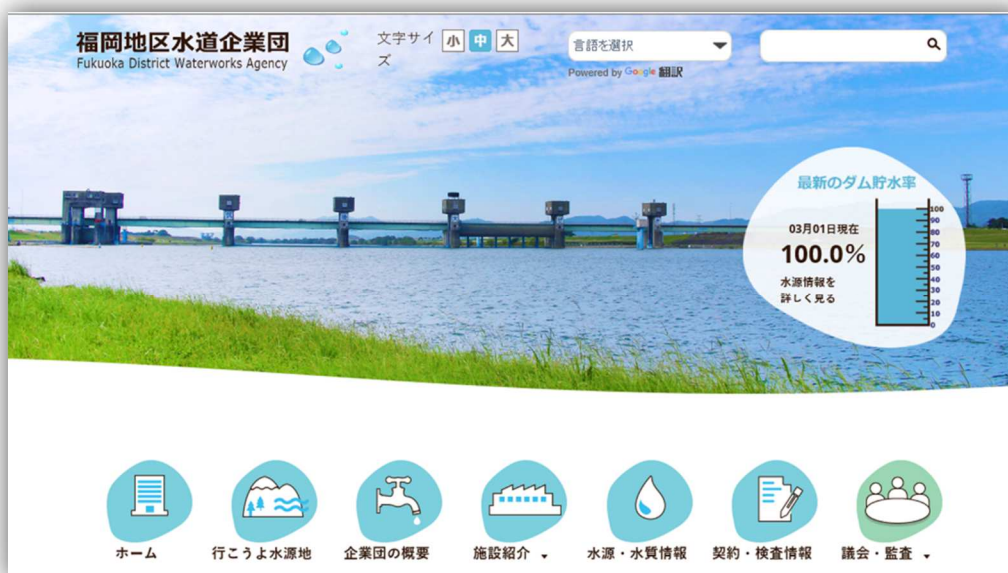 福岡地区水道企業団
Fukuoka District Waterworks Agency
文字サイ
ズ
小 中 大
言語を選択
Powered by Google 翻訳
最新のダム貯水率
03月01日現在
100.0%
水源情報を
詳しく見る
100
90
80
70
60
50
40
30
20
10
0
ホーム
行こうよ水源地
企業団の概要
施設紹介
水源・水質情報
契約・検査情報
議会・監査